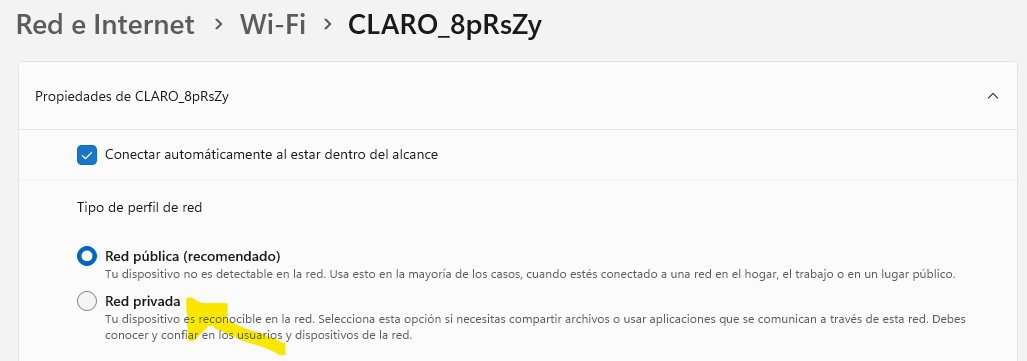 Red e Internet > Wi-Fi > CLARO_8pRsZy
Propiedades de CLARO_8pRsZy
Conectar automáticamente al estar dentro del alcance
Tipo de perfil de red
Red pública (recomendado)
Tu dispositivo no es detectable en la red. Usa esto en la mayoría de los casos, cuando estés conectado a una red en el hogar, el trabajo o en un lugar público.
Red privada
Tu dispositivo es reconocible en la red. Selecciona esta opción si necesitas compartir archivos o usar aplicaciones que se comunican a través de esta red. Debes
conocer y confiar en los usuarios y dispositivos de la red.